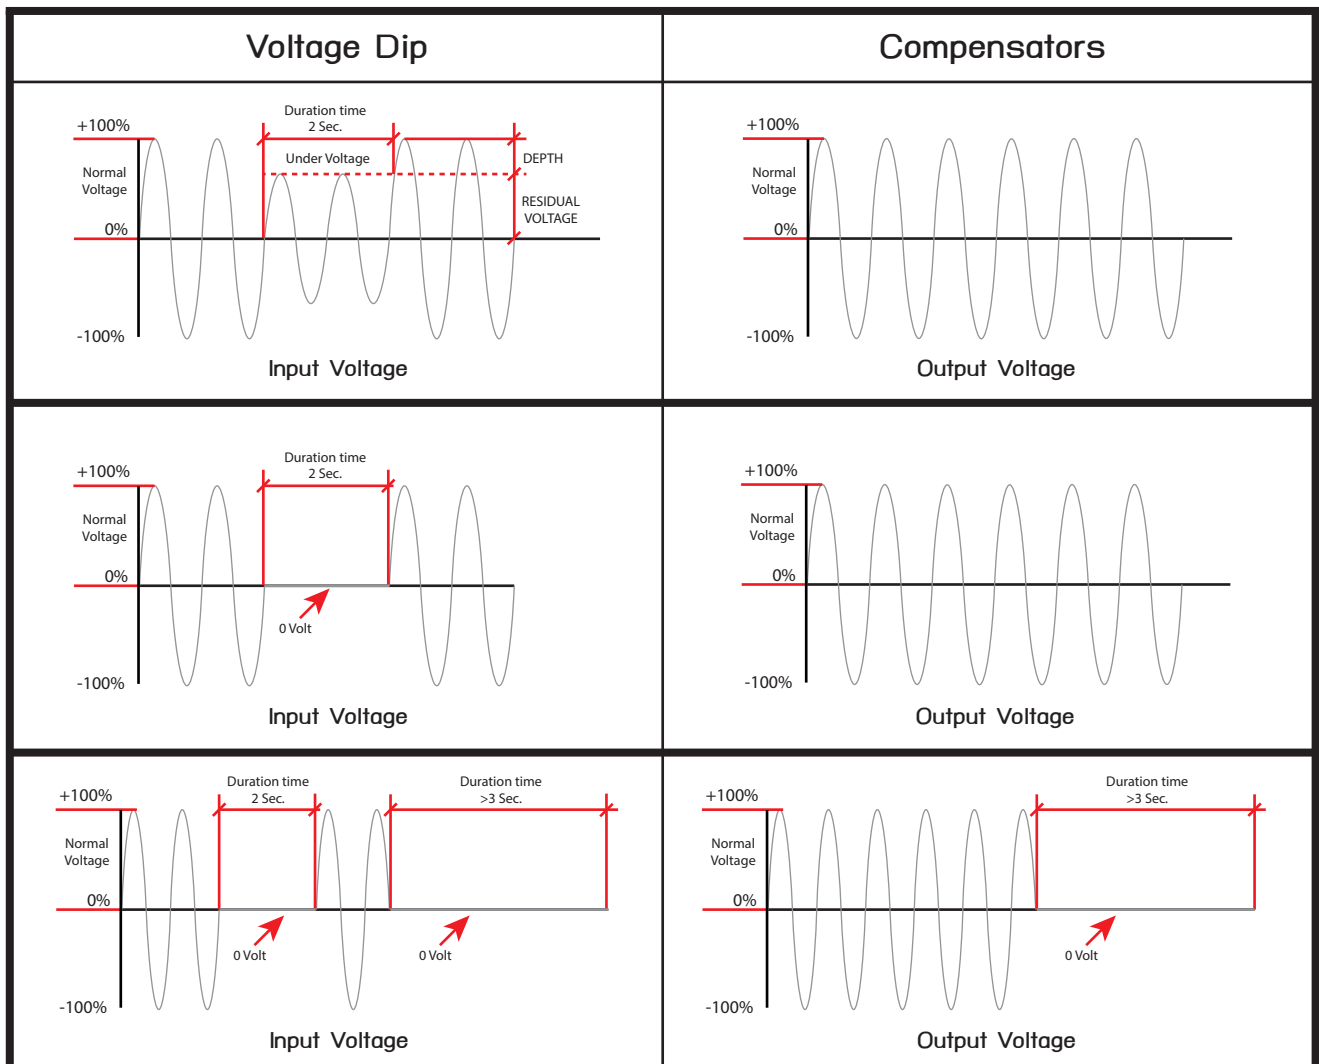 Voltage Dip
Compensators
Duration time
2 Sec.
+100%
Under Voltage
DEPTH
Normal
Voltage
RESIDUAL
VOLTAGE
0%
-100%
Input Voltage
+100%
Normal
Voltage
0%
-100%
Output Voltage
Duration time
2 Sec.
+100%
Normal
Voltage
0%
0 Volt
-100%
Input Voltage
+100%
Normal
Voltage
0%
-100%
Output Voltage
Duration time
2 Sec.
Duration time
>3 Sec.
+100%
Normal
Voltage
0%
0 Volt
0 Volt
-100%
Input Voltage
Duration time
>3 Sec.
+100%
Normal
Voltage
0%
0 Volt
-100%
Output Voltage